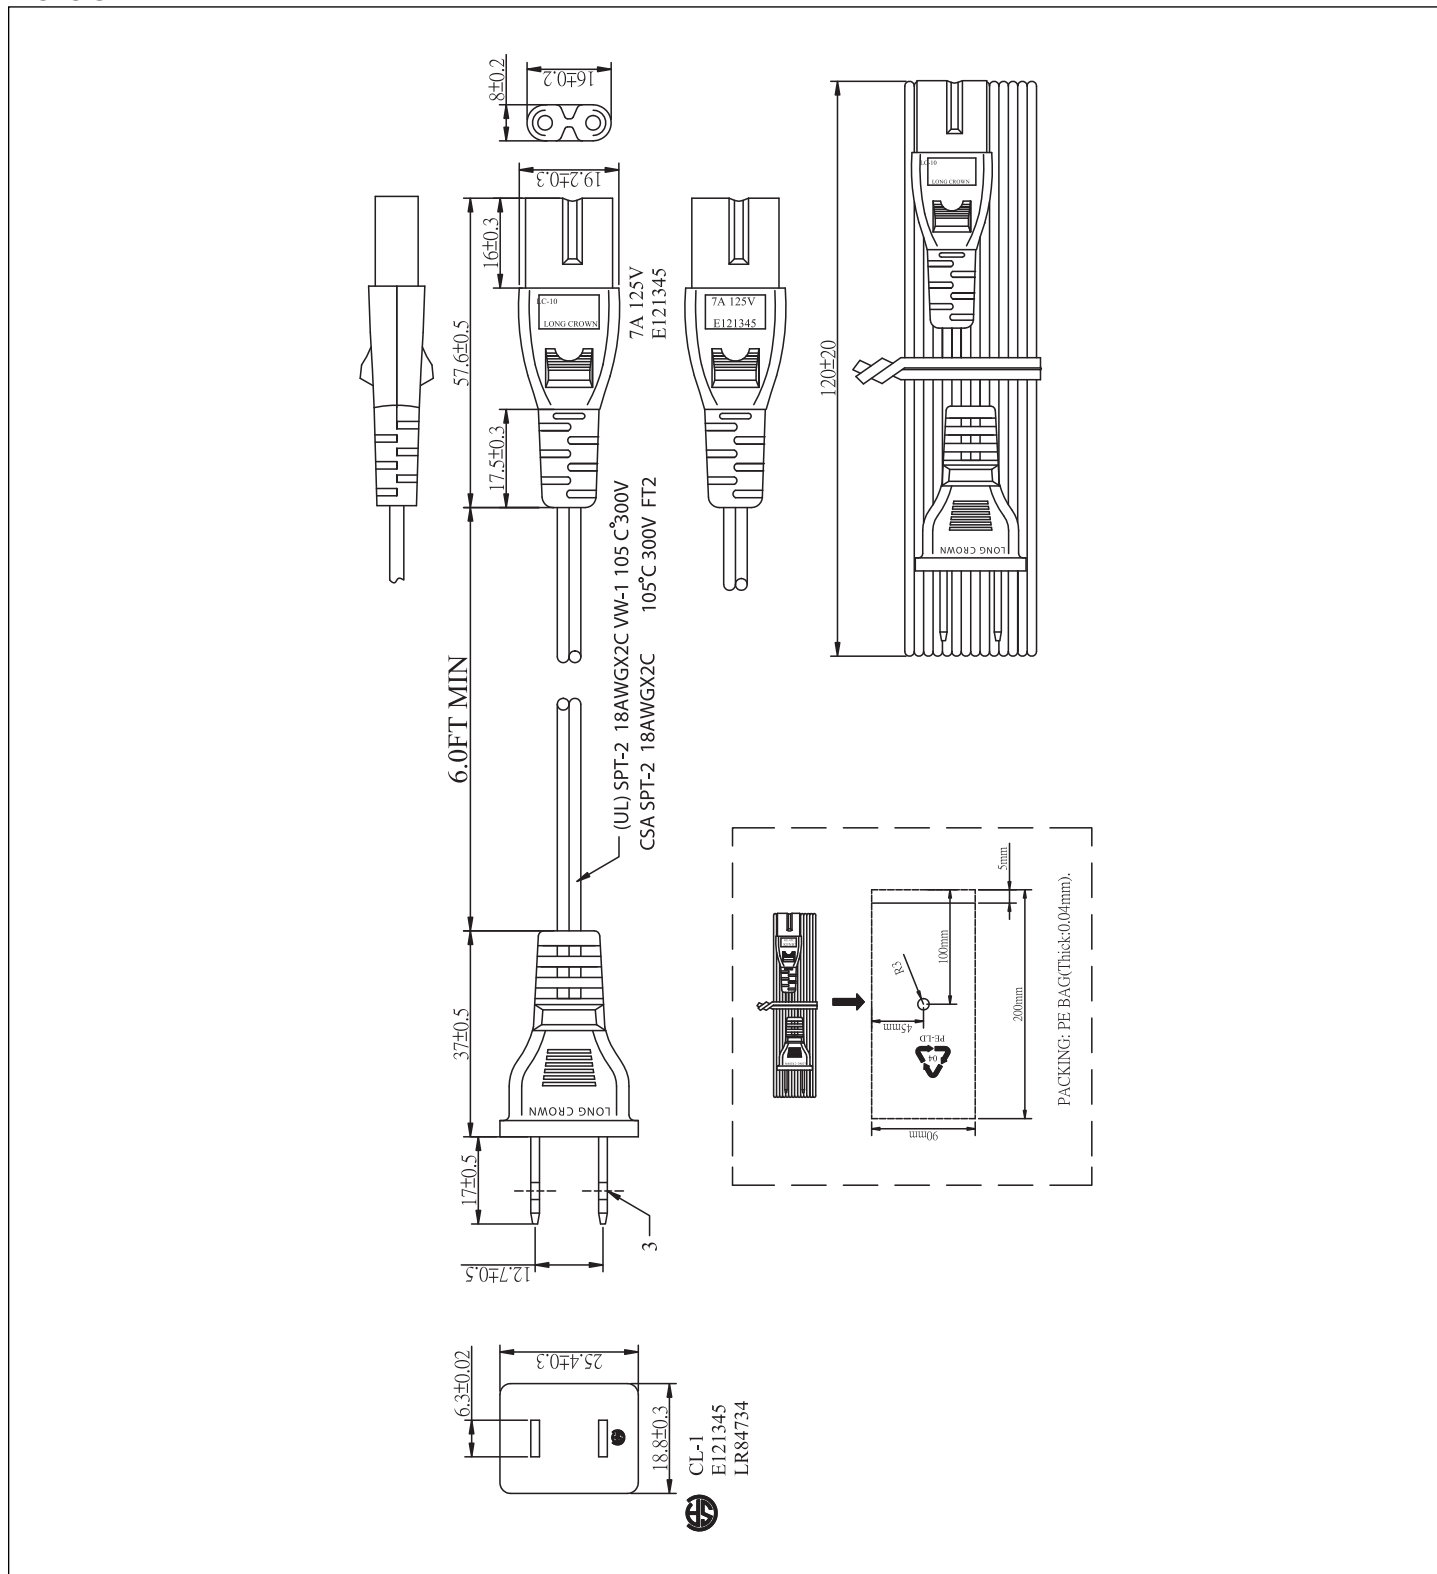 8±0.2
16±0.2
19.2±0.3
16±0.3
57.6±0.5
17.5±0.3
LC-10
LONG CROWN
7A 125V
E121345
7A 125V
E121345
LC-10
LONG CROWN
LONG CROWN
120±20
6.0FT MIN
(UL) SPT-2 18AWGX2C VW-1 105 C°300V
CSA SPT-2 18AWGX2C 105°C 300V FT2
37±0.5
LONG CROWN
17±0.5
12.7±0.5
3
6.3±0.02
25.4±0.3
18.8±0.3
CL-1
E121345
LR84734
5mm
100mm
200mm
R3
45mm
PE-LD
04
90mm
PACKING: PE BAG(Thick:0.04mm).